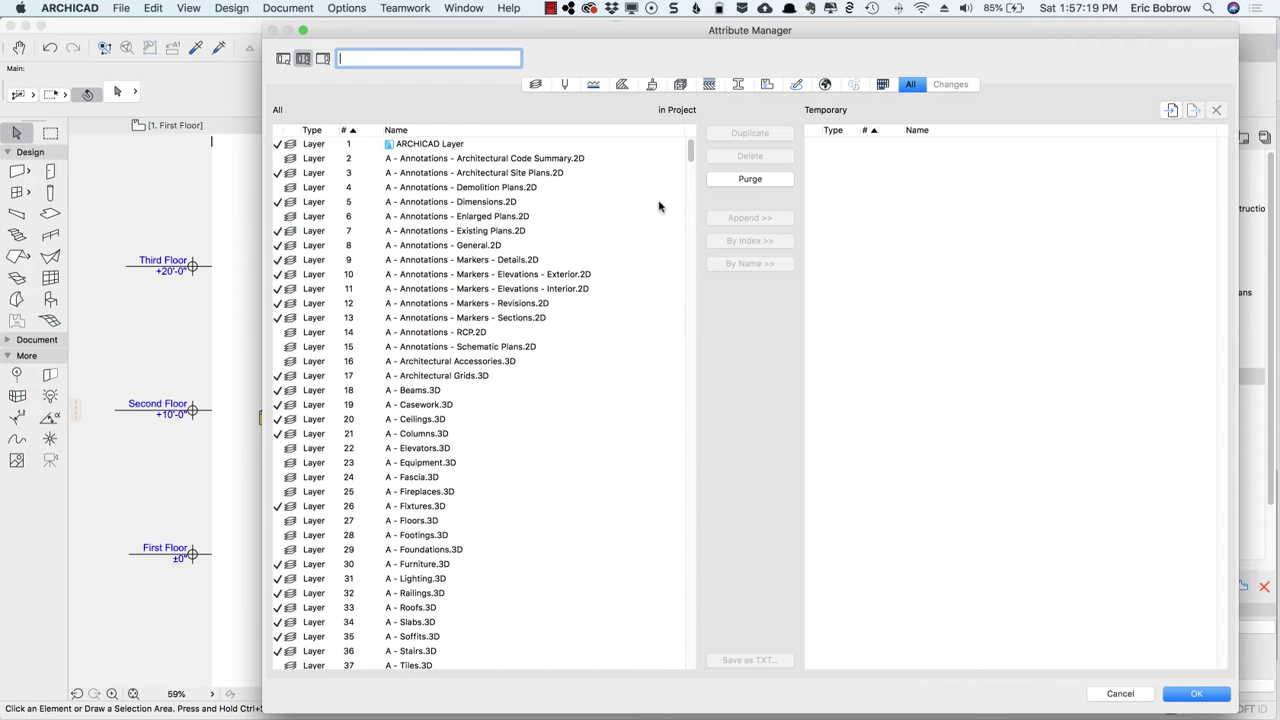 ARCHICAD File Edit View Design Document Options Teamwork Window Help 85% Sat 1:57:19 PM Eric Bobrow
Attribute Manager
Main:
All Changes
All in Project Temporary
[1. First Floor]
Type # Name Type # Name
Design
Document
More
Third Floor
+20'-0"
Second Floor
+10'-0"
First Floor
±0"
Layer 1 ARCHICAD Layer
Layer 2 A - Annotations - Architectural Code Summary.2D
Layer 3 A - Annotations - Architectural Site Plans.2D
Layer 4 A - Annotations - Demolition Plans.2D
Layer 5 A - Annotations - Dimensions.2D
Layer 6 A - Annotations - Enlarged Plans.2D
Layer 7 A - Annotations - Existing Plans.2D
Layer 8 A - Annotations - General.2D
Layer 9 A - Annotations - Markers - Details.2D
Layer 10 A - Annotations - Markers - Elevations - Exterior.2D
Layer 11 A - Annotations - Markers - Elevations - Interior.2D
Layer 12 A - Annotations - Markers - Revisions.2D
Layer 13 A - Annotations - Markers - Sections.2D
Layer 14 A - Annotations - RCP.2D
Layer 15 A - Annotations - Schematic Plans.2D
Layer 16 A - Architectural Accessories.3D
Layer 17 A - Architectural Grids.3D
Layer 18 A - Beams.3D
Layer 19 A - Casework.3D
Layer 20 A - Ceilings.3D
Layer 21 A - Columns.3D
Layer 22 A - Elevators.3D
Layer 23 A - Equipment.3D
Layer 24 A - Fascia.3D
Layer 25 A - Fireplaces.3D
Layer 26 A - Fixtures.3D
Layer 27 A - Floors.3D
Layer 28 A - Footings.3D
Layer 29 A - Foundations.3D
Layer 30 A - Furniture.3D
Layer 31 A - Lighting.3D
Layer 32 A - Railings.3D
Layer 33 A - Roofs.3D
Layer 34 A - Slabs.3D
Layer 35 A - Soffits.3D
Layer 36 A - Stairs.3D
Layer 37 A - Tiles.3D
Duplicate
Delete
Purge
Append >>
By Index >>
By Name >>
Save as TXT...
Cancel OK
59%
Click an Element or Draw a Selection Area. Press and Hold Ctrl+S